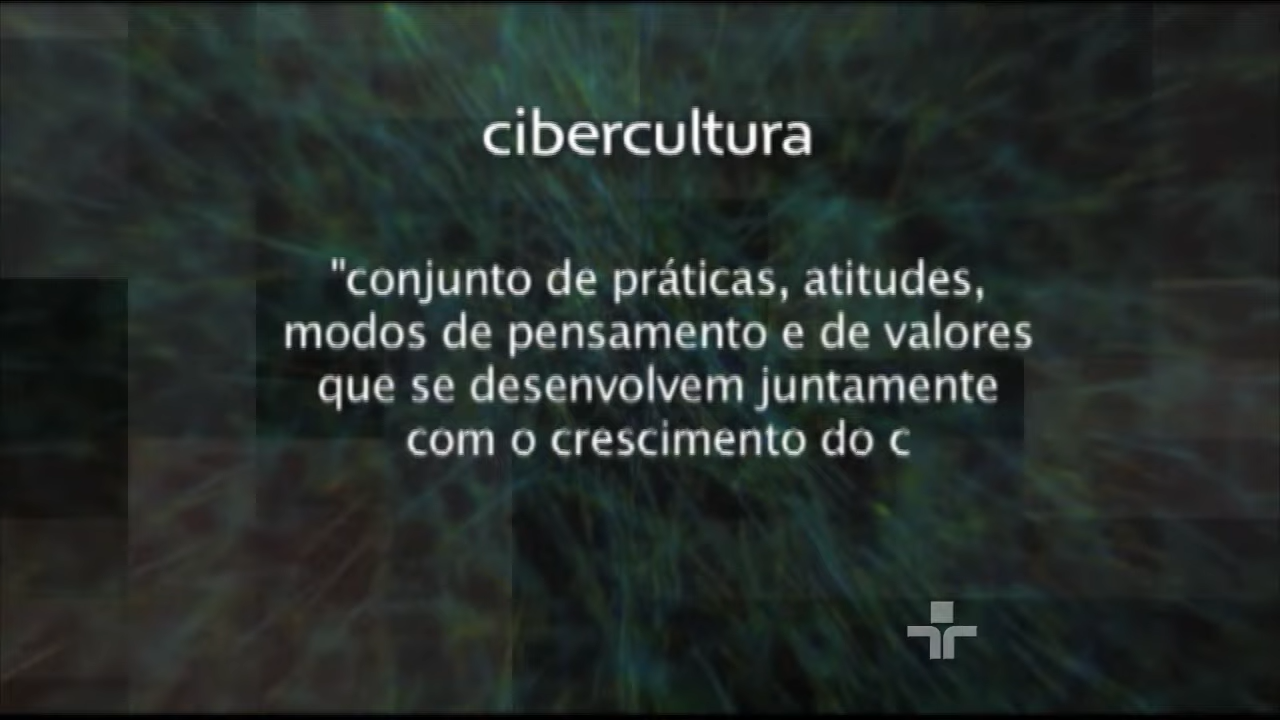 cibercultura
"conjunto de práticas, atitudes,
modos de pensamento e de valores
que se desenvolvem juntamente
com o crescimento do c